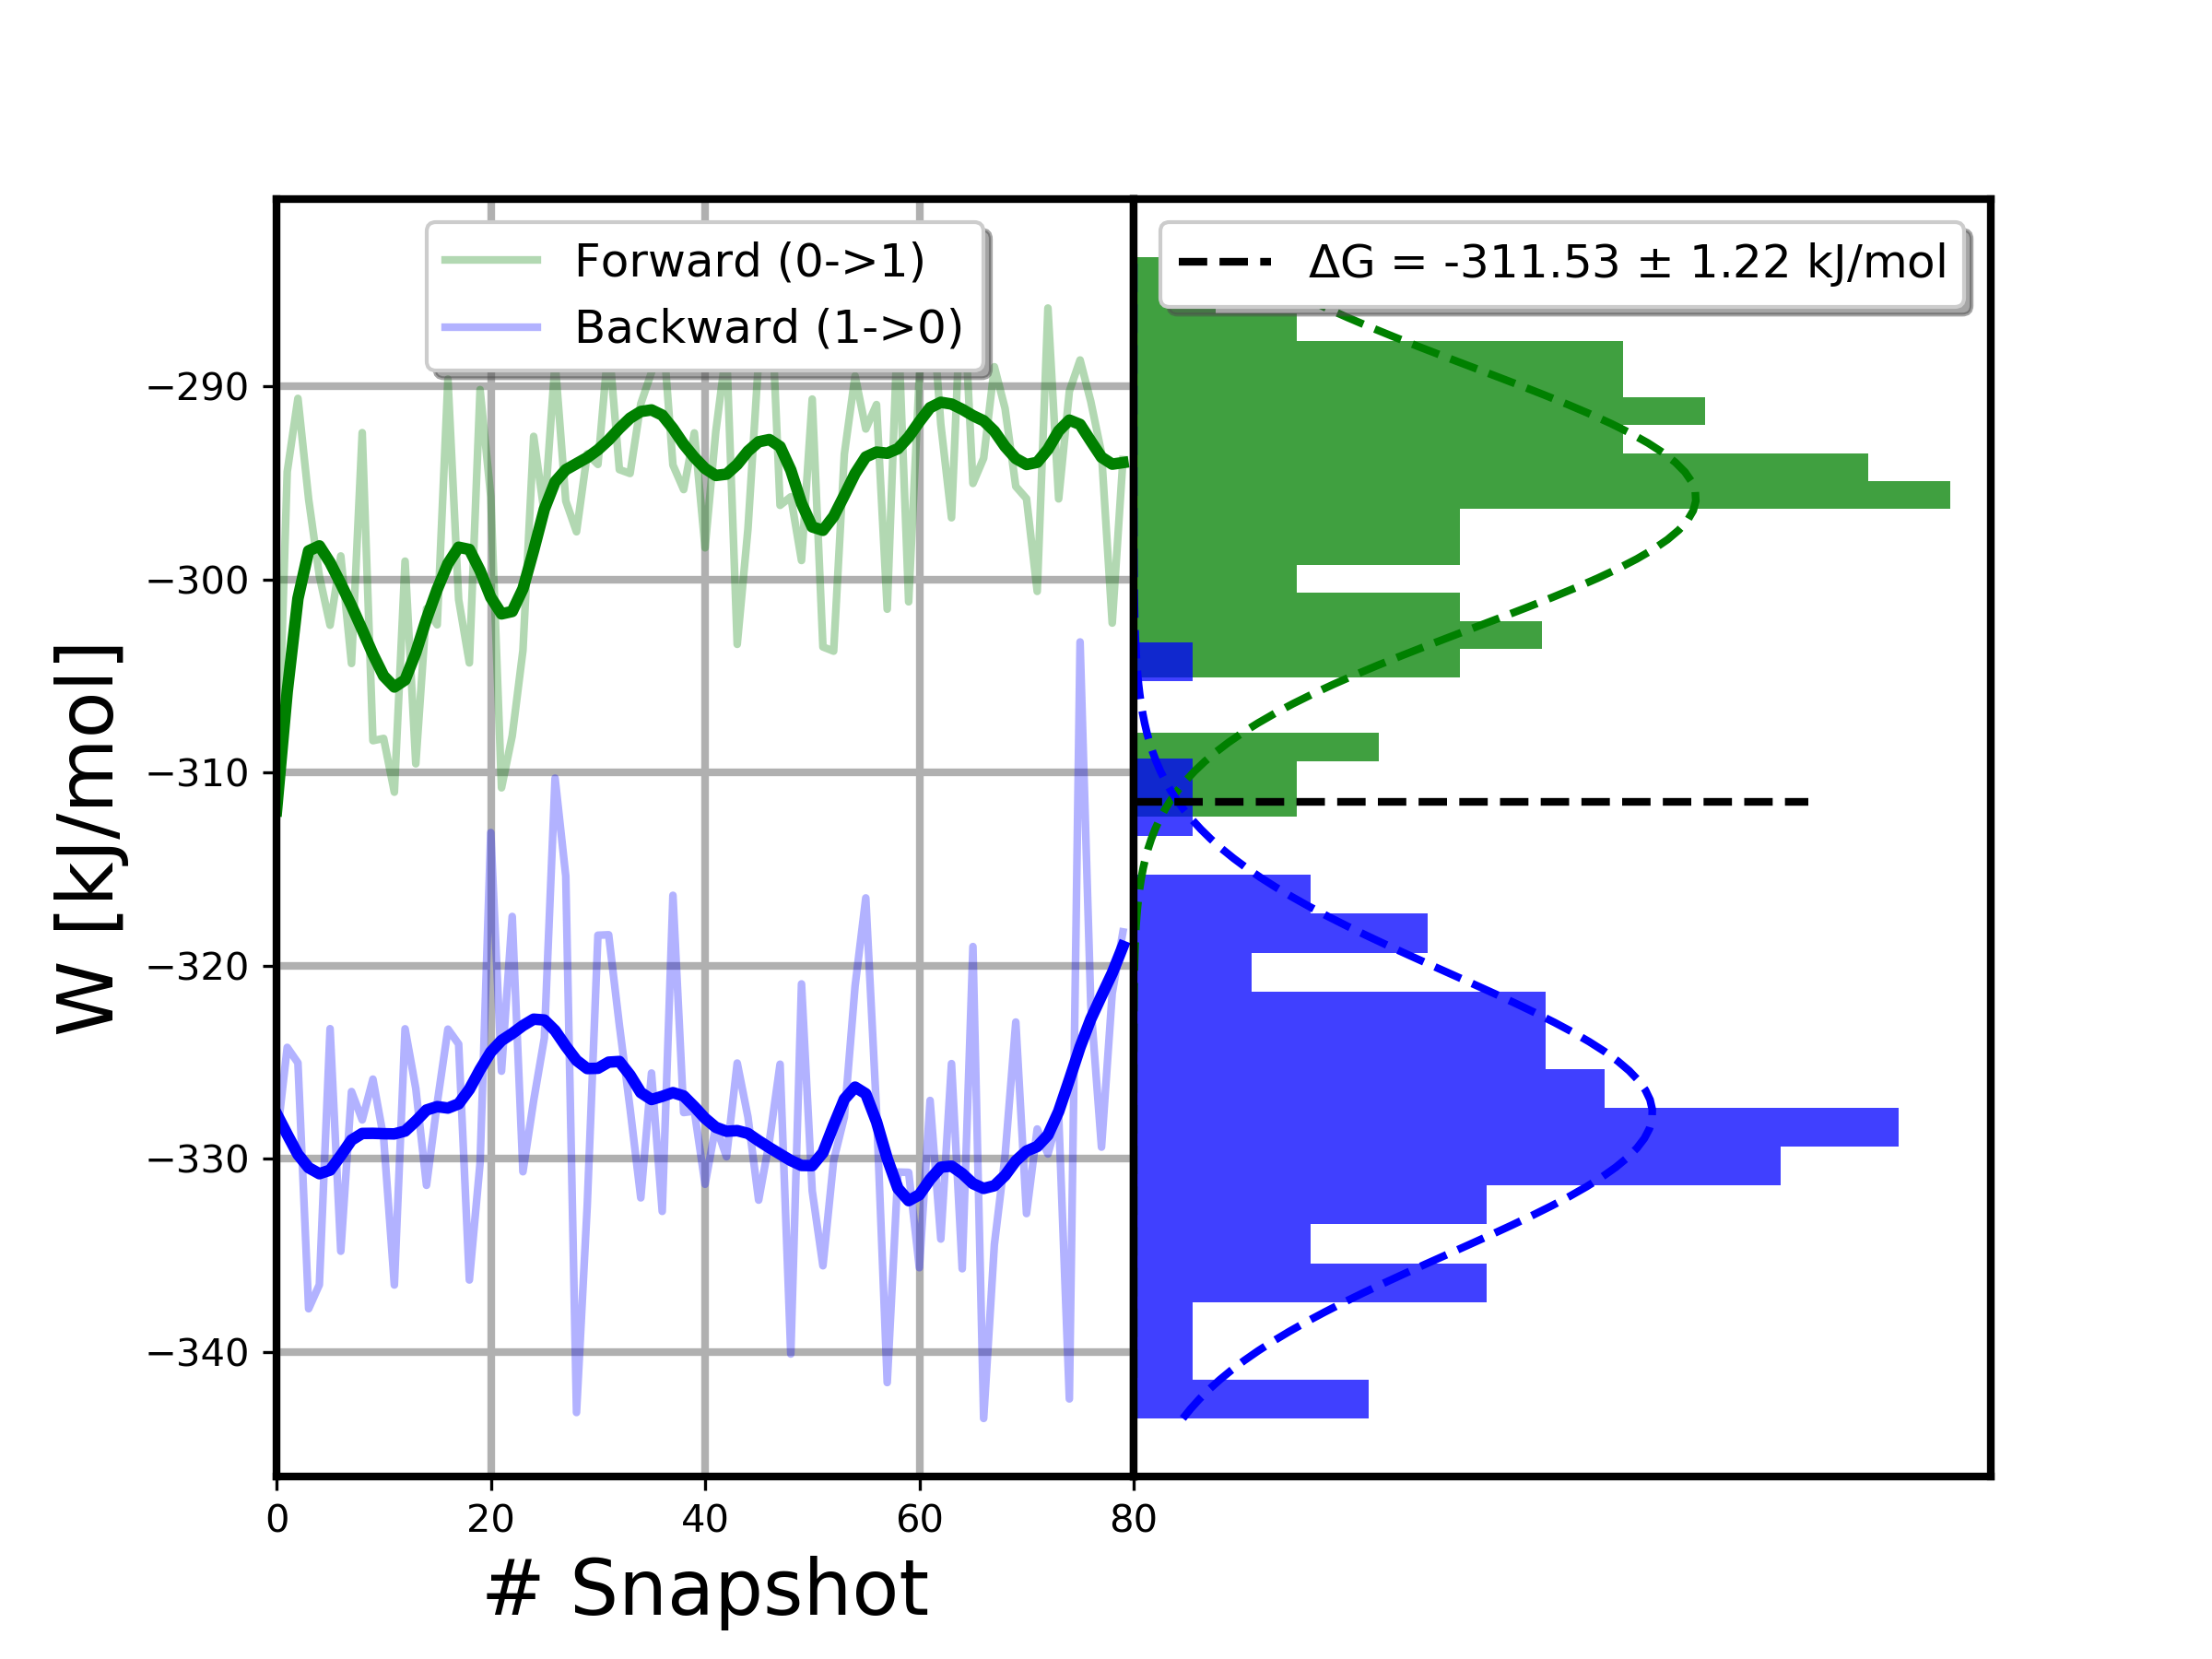 Forward (0->1)
Backward (1->0)
ΔG = -311.53 ± 1.22 kJ/mol
W [kJ/mol]
−290
−300
−310
−320
−330
−340
0 20 40 60 80
# Snapshot